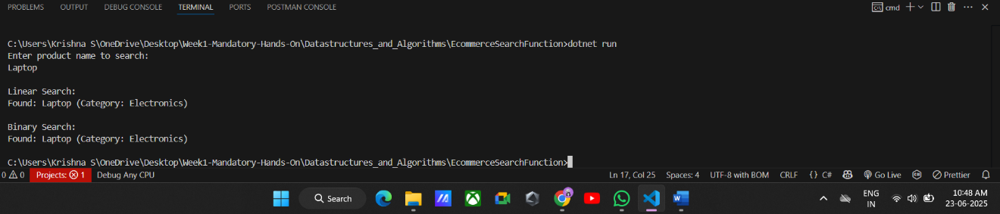 PROBLEMS OUTPUT DEBUG CONSOLE TERMINAL PORTS POSTMAN CONSOLE cmd
C:\Users\Krishna S\OneDrive\Desktop\Week1-Mandatory-Hands-On\Datastructures_and_Algorithms\EcommerceSearchFunction>dotnet run
Enter product name to search:
Laptop
Linear Search:
Found: Laptop (Category: Electronics)
Binary Search:
Found: Laptop (Category: Electronics)
C:\Users\Krishna S\OneDrive\Desktop\Week1-Mandatory-Hands-On\Datastructures_and_Algorithms\EcommerceSearchFunction>
0 0 Projects: 1 Debug Any CPU Ln 17, Col 25 Spaces: 4 UTF-8 with BOM CRLF {} C# Go Live Prettier
Search ENG 10:48 AM
IN 23-06-2025